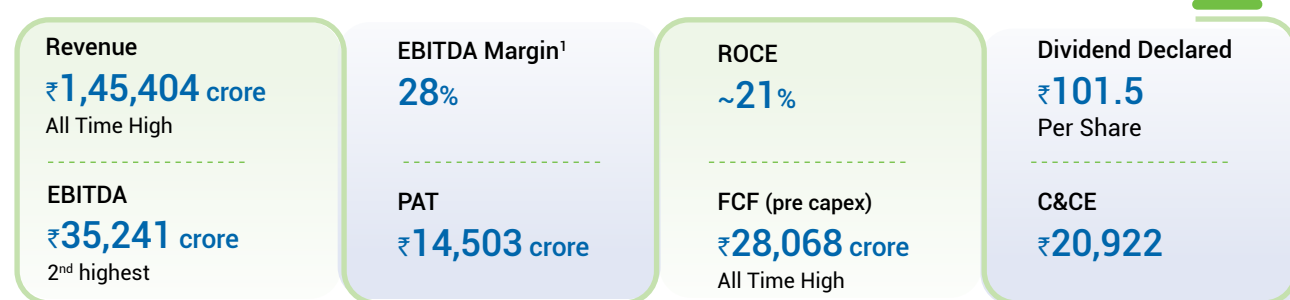 Revenue
₹1,45,404 crore
All Time High
EBITDA
₹35,241 crore
2nd highest
EBITDA Margin1
28%
PAT
₹14,503 crore
ROCE
~21%
FCF (pre capex)
₹28,068 crore
All Time High
Dividend Declared
₹101.5
Per Share
C&CE
₹20,922